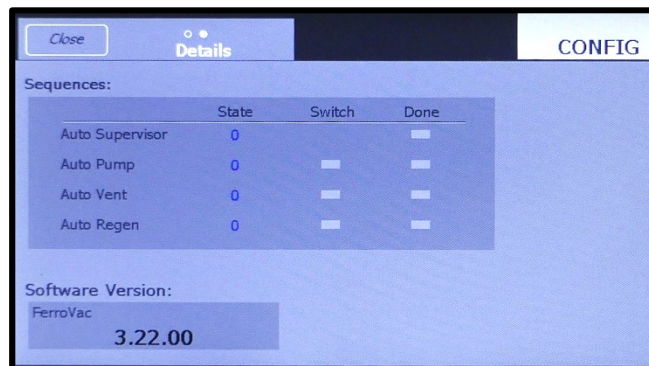 Close
Details
CONFIG
Sequences:
State Switch Done
Auto Supervisor 0
Auto Pump 0
Auto Vent 0
Auto Regen 0
Software Version:
FerroVac
3.22.00